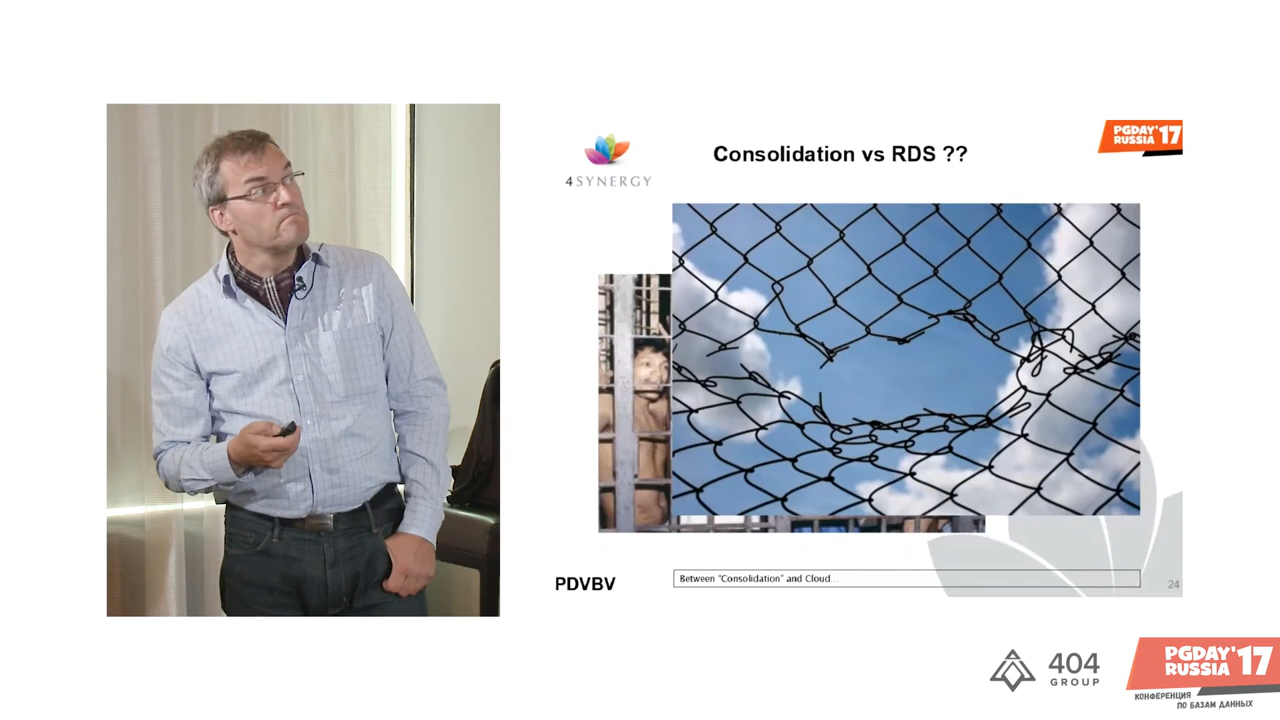 Consolidation vs RDS ??
PGDAY'17
RUSSIA
4SYNERGY
PDVBV
Between "Consolidation" and Cloud...
24
404
GROUP
PGDAY'17
RUSSIA
КОНФЕРЕНЦИЯ
ПО БАЗАМ ДАННЫХ